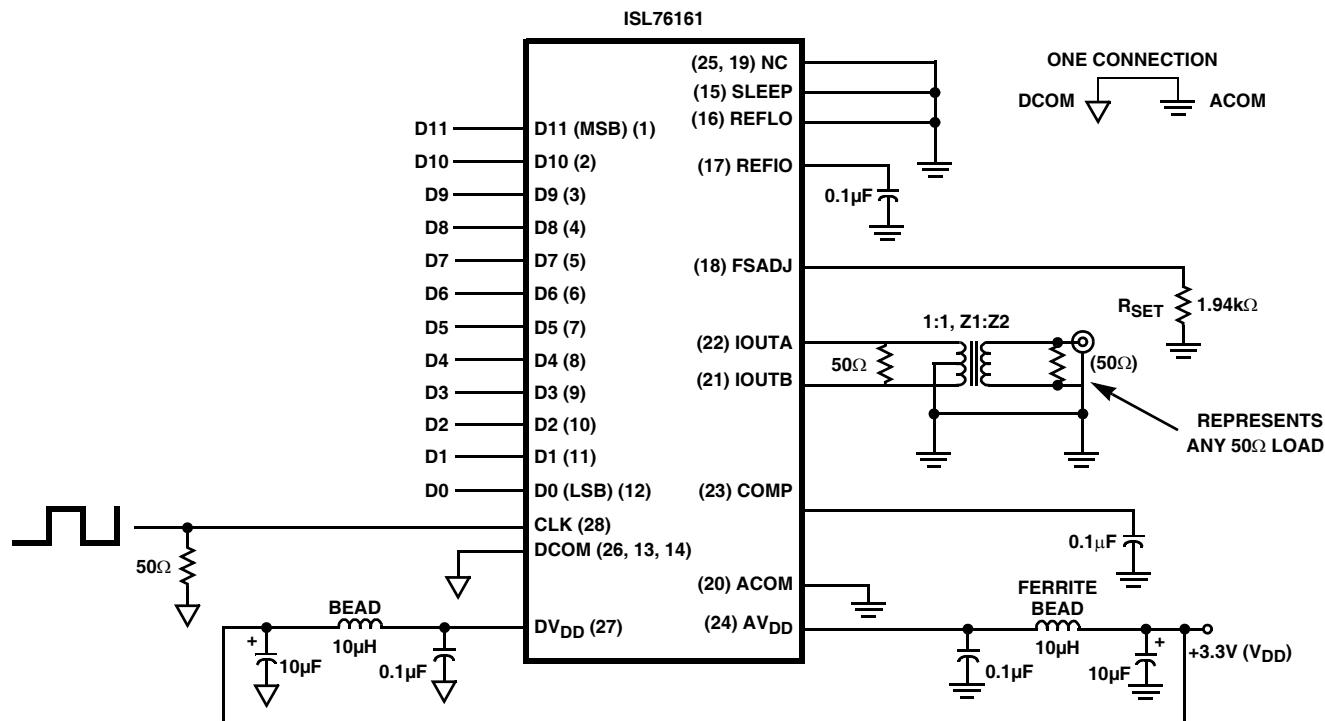 ISL76161
(25, 19) NC
(15) SLEEP
(16) REFLO
(17) REFIO
0.1µF
(18) FSADJ
RSET
1.94kΩ
ONE CONNECTION
DCOM
ACOM
D11
D11 (MSB) (1)
D10
D10 (2)
D9
D9 (3)
D8
D8 (4)
D7
D7 (5)
D6
D6 (6)
D5
D5 (7)
D4
D4 (8)
D3
D3 (9)
D2
D2 (10)
D1
D1 (11)
D0
D0 (LSB) (12)
CLK (28)
50Ω
DCOM (26, 13, 14)
BEAD
10µH
+
10µF
0.1µF
DVDD (27)
1:1, Z1:Z2
(22) IOUTA
50Ω
(21) IOUTB
(50Ω)
REPRESENTS
ANY 50Ω LOAD
(23) COMP
0.1µF
(20) ACOM
(24) AVDD
FERRITE
BEAD
10µH
0.1µF
10µF
+
+3.3V (VDD)